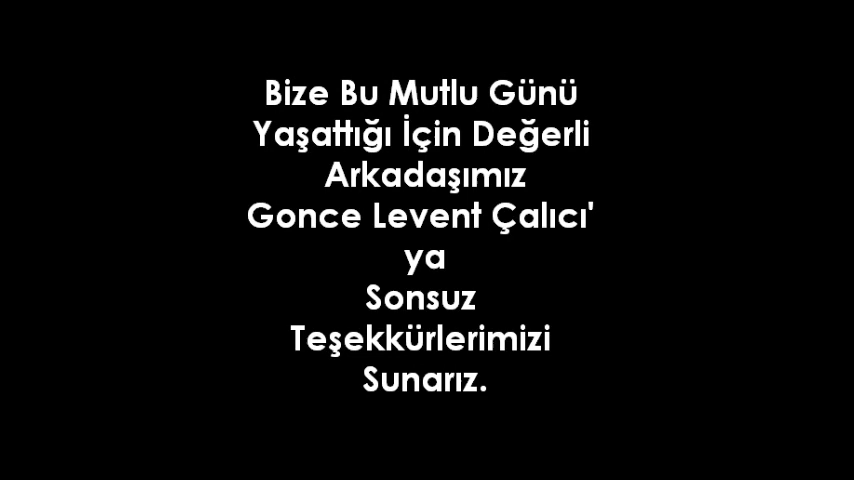 Bize Bu Mutlu Günü
Yaşattığı İçin Değerli
Arkadaşımız
Gonce Levent Çalıcı'
ya
Sonsuz
Teşekkürlerimizi
Sunarız.